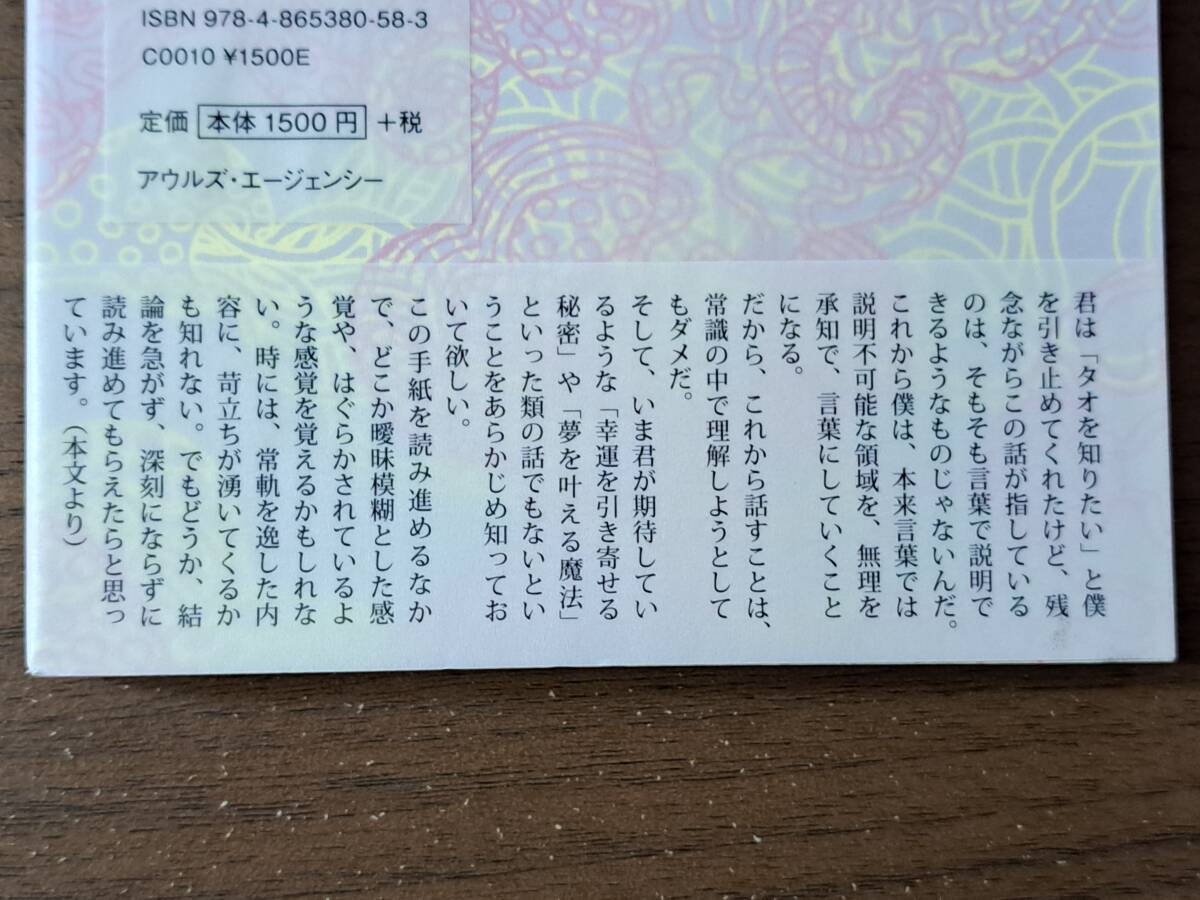 ISBN 978-4-865380-58-3
C0010 ¥1500E
定価 本体 1500 円 +税
アウルズ・エージェンシー
君は「タオを知りたい」と僕
を引き止めてくれたけど、残
念ながらこの話が指している
のは、そもそも言葉で説明で
きるようなものじゃないんだ。
これから僕は、本来言葉では
説明不可能な領域を、無理を
承知で、言葉にしていくこと
になる。
だから、これから話すことは、
常識の中で理解しようとして
もダメだ。
そして、いま君が期待してい
るような「幸運を引き寄せる
秘密」や「夢を叶える魔法」
といった類の話でもないとい
うことをあらかじめ知ってお
いて欲しい。
この手紙を読み進めるなか
で、どこか曖昧模糊とした感
覚や、はぐらかされているよ
うな感覚を覚えるかもしれな
い。時には、常軌を逸した内
容に、苛立ちが湧いてくるか
も知れない。でもどうか、結
論を急がず、深刻にならずに
読み進めてもらえたらと思っ
ています。（本文より）